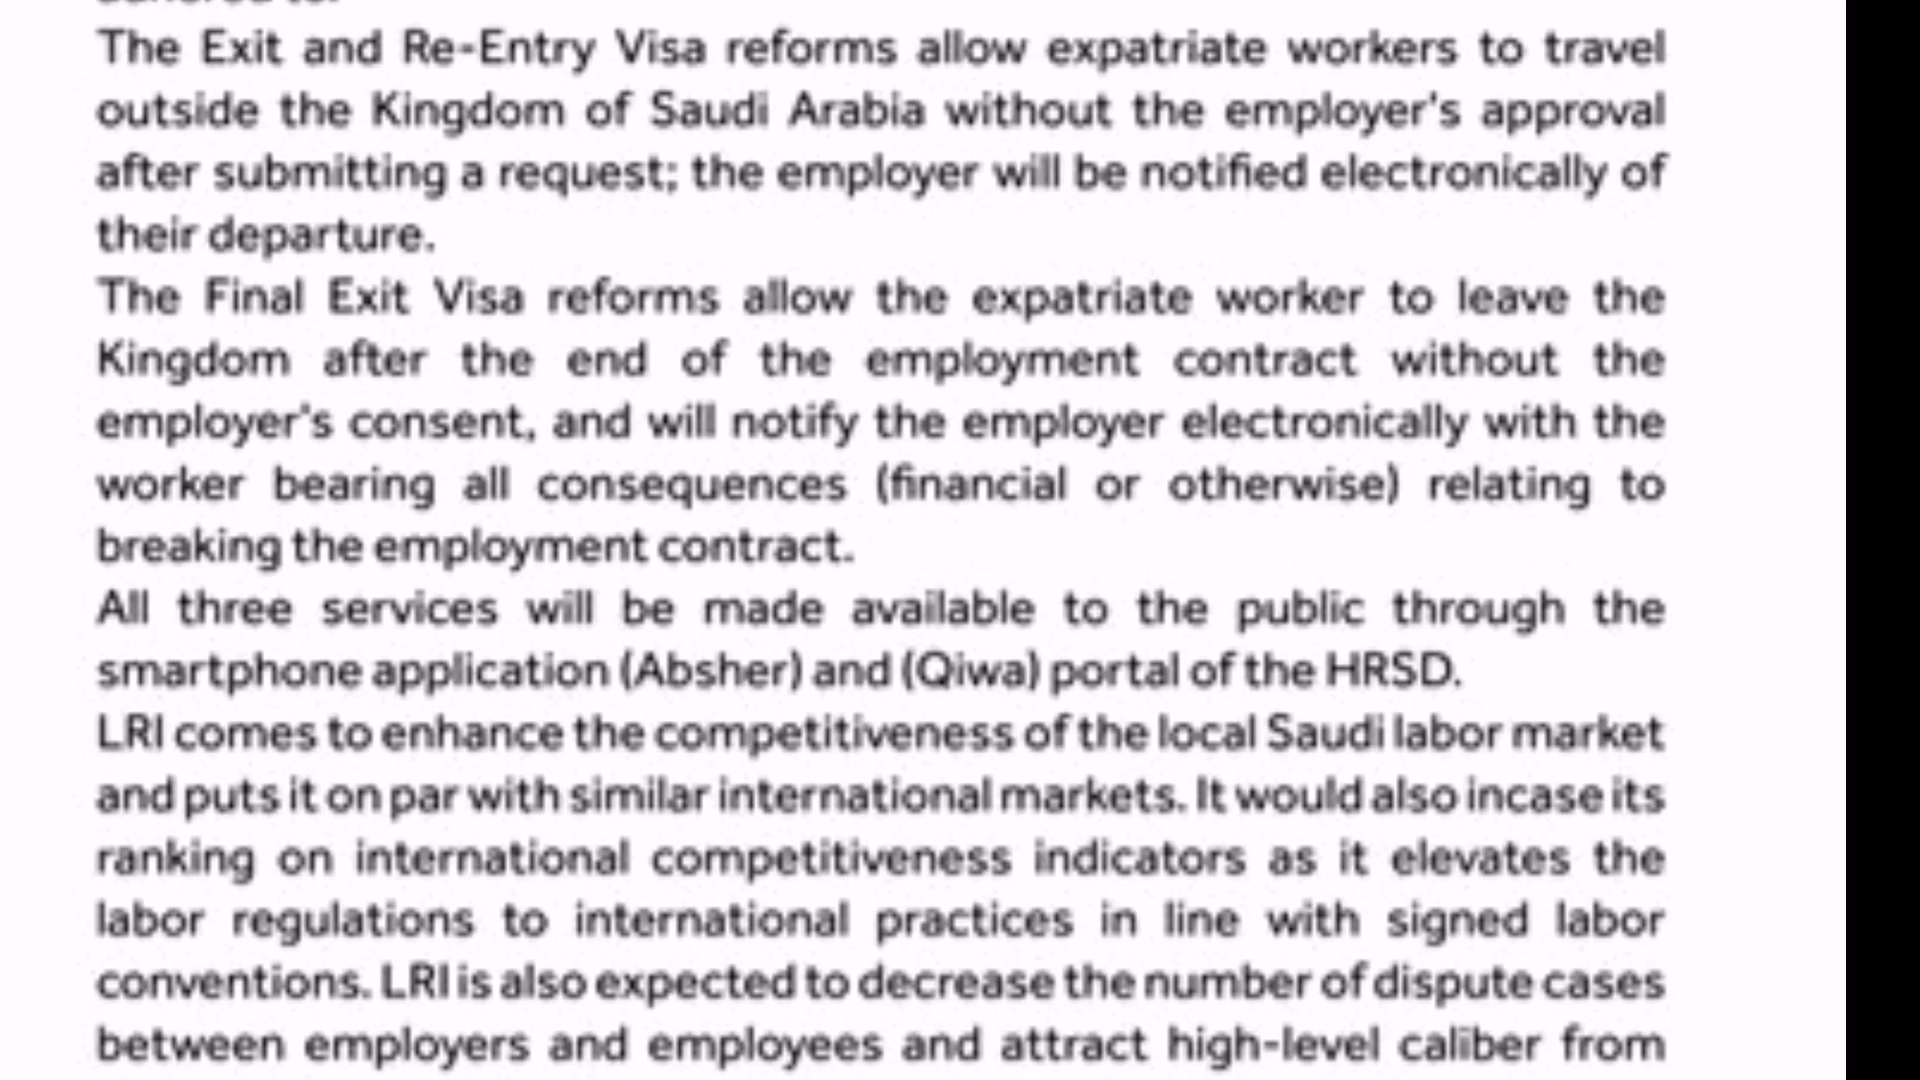 adhered to.
The Exit and Re-Entry Visa reforms allow expatriate workers to travel
outside the Kingdom of Saudi Arabia without the employer's approval
after submitting a request; the employer will be notified electronically of
their departure.
The Final Exit Visa reforms allow the expatriate worker to leave the
Kingdom after the end of the employment contract without the
employer's consent, and will notify the employer electronically with the
worker bearing all consequences (financial or otherwise) relating to
breaking the employment contract.
All three services will be made available to the public through the
smartphone application (Absher) and (Qiwa) portal of the HRSD.
LRI comes to enhance the competitiveness of the local Saudi labor market
and puts it on par with similar international markets. It would also incase its
ranking on international competitiveness indicators as it elevates the
labor regulations to international practices in line with signed labor
conventions. LRI is also expected to decrease the number of dispute cases
between employers and employees and attract high-level caliber from